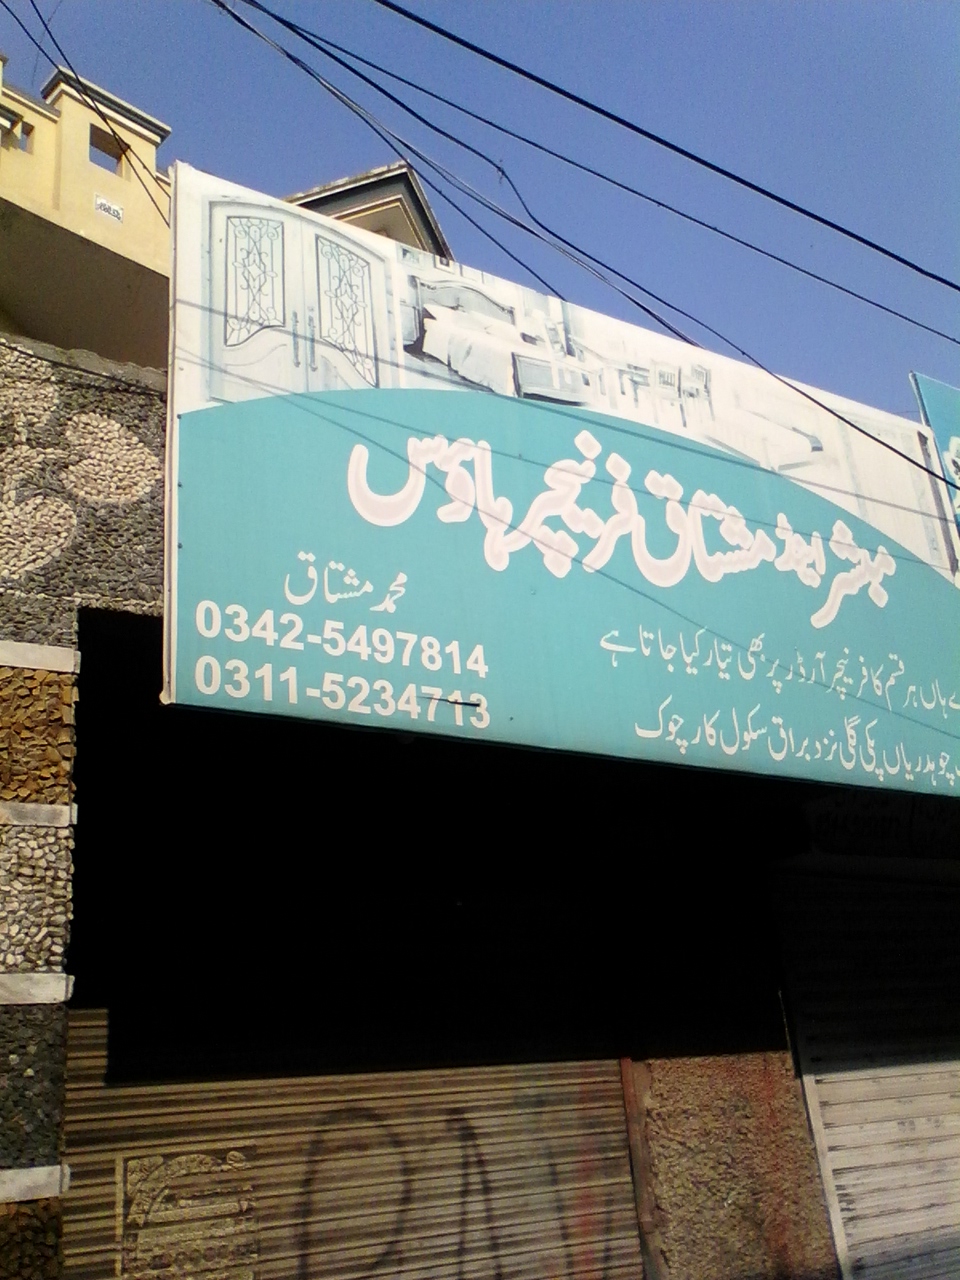 مبشر اینڈ مشتاق فرنیچر ہاؤس
محمد مشتاق
0342-5497814
0311-5234713
ہاں ہر قسم کا فرنیچر آرڈر پر بھی تیار کیا جاتا ہے
چوہدریاں پکی گلی نزد براق سکول کار چوک